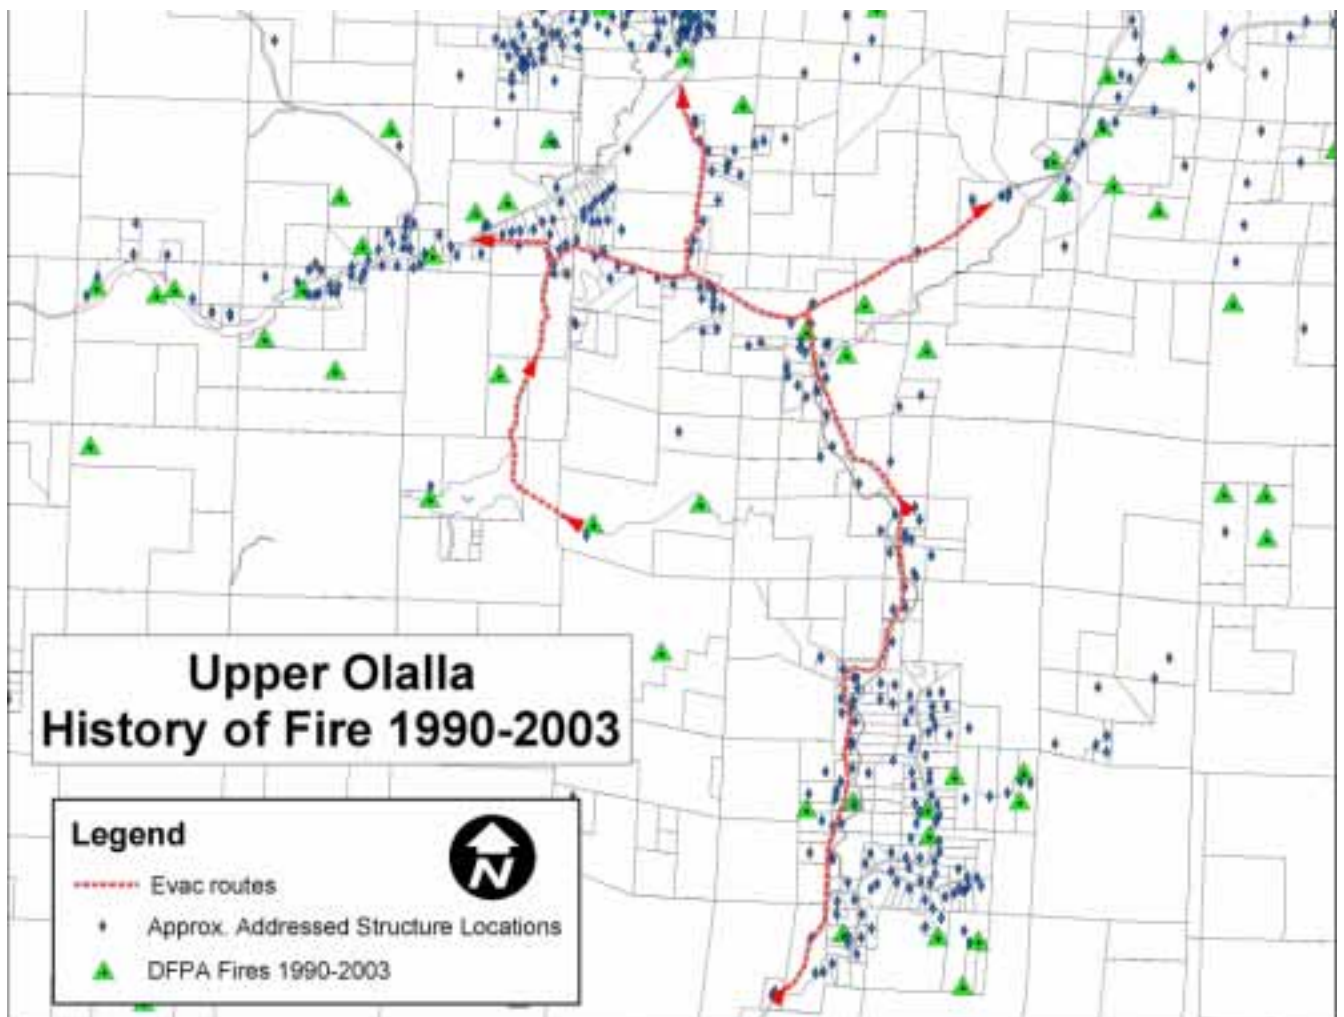 Upper Olalla
History of Fire 1990-2003
Legend
N
Evac routes
Approx. Addressed Structure Locations
DFPA Fires 1990-2003